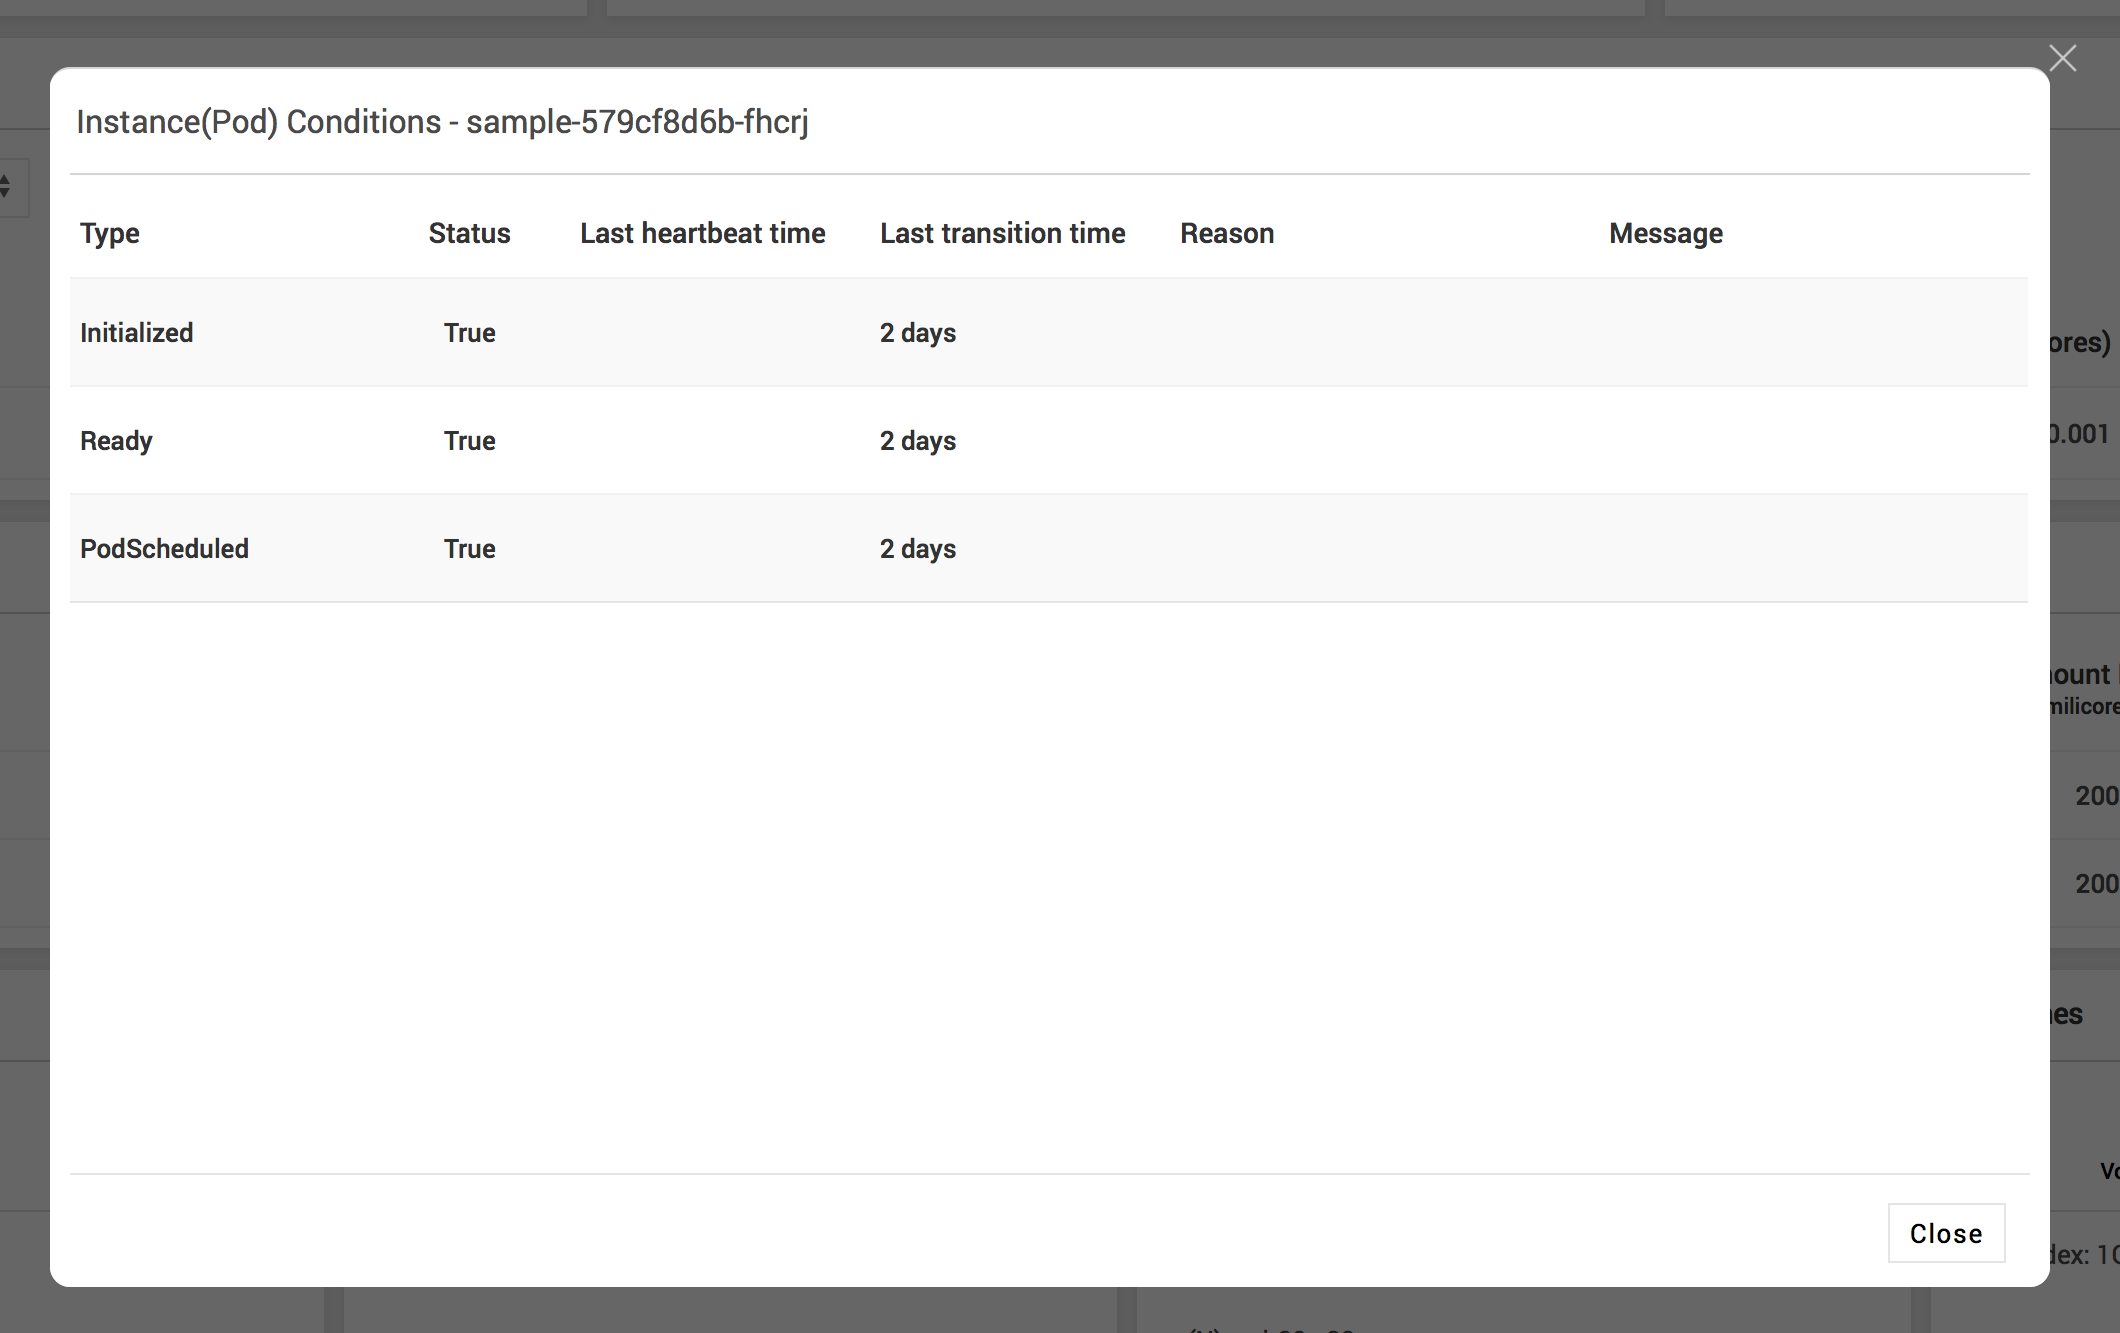 Instance(Pod) Conditions - sample-579cf8d6b-fhcrj
Type Status Last heartbeat time Last transition time Reason Message
Initialized True 2 days
ores)
0.001
Ready True 2 days
PodScheduled True 2 days
ount
milicore
200
200
es
Vo
Close
dex: 10